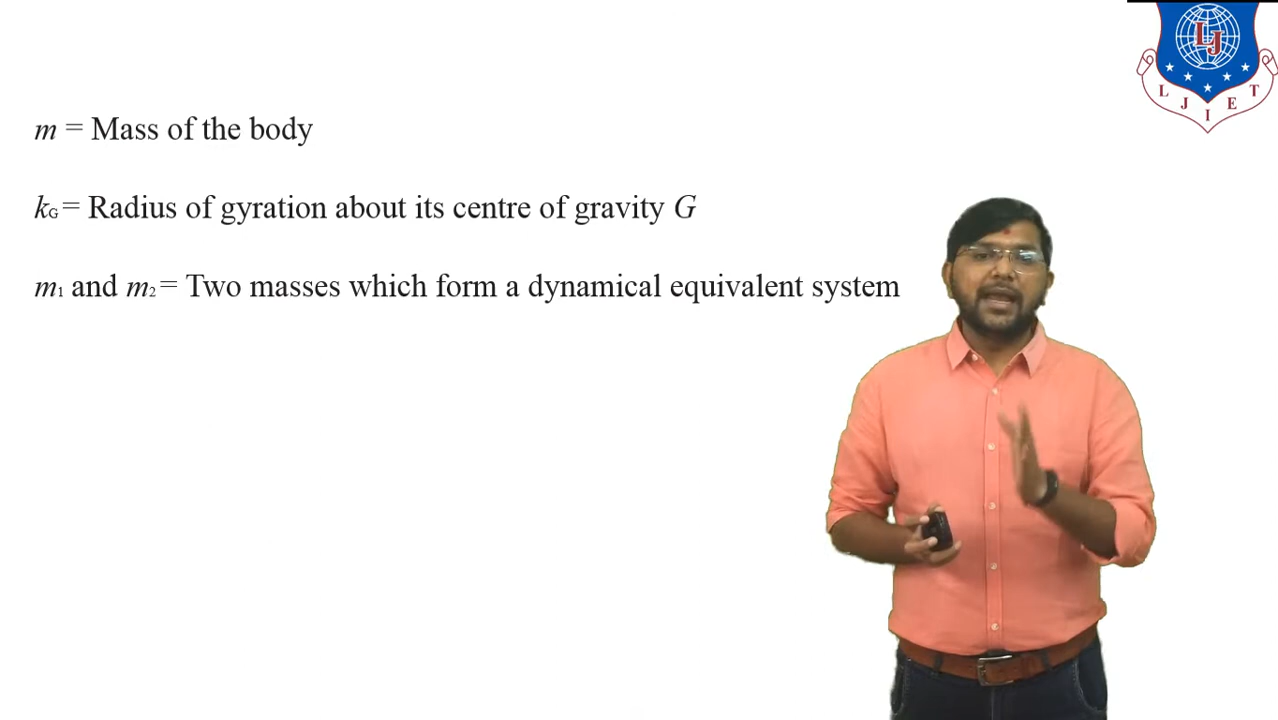 m = Mass of the body
kG = Radius of gyration about its centre of gravity G
m1 and m2 = Two masses which form a dynamical equivalent system
LJ
L J I E T